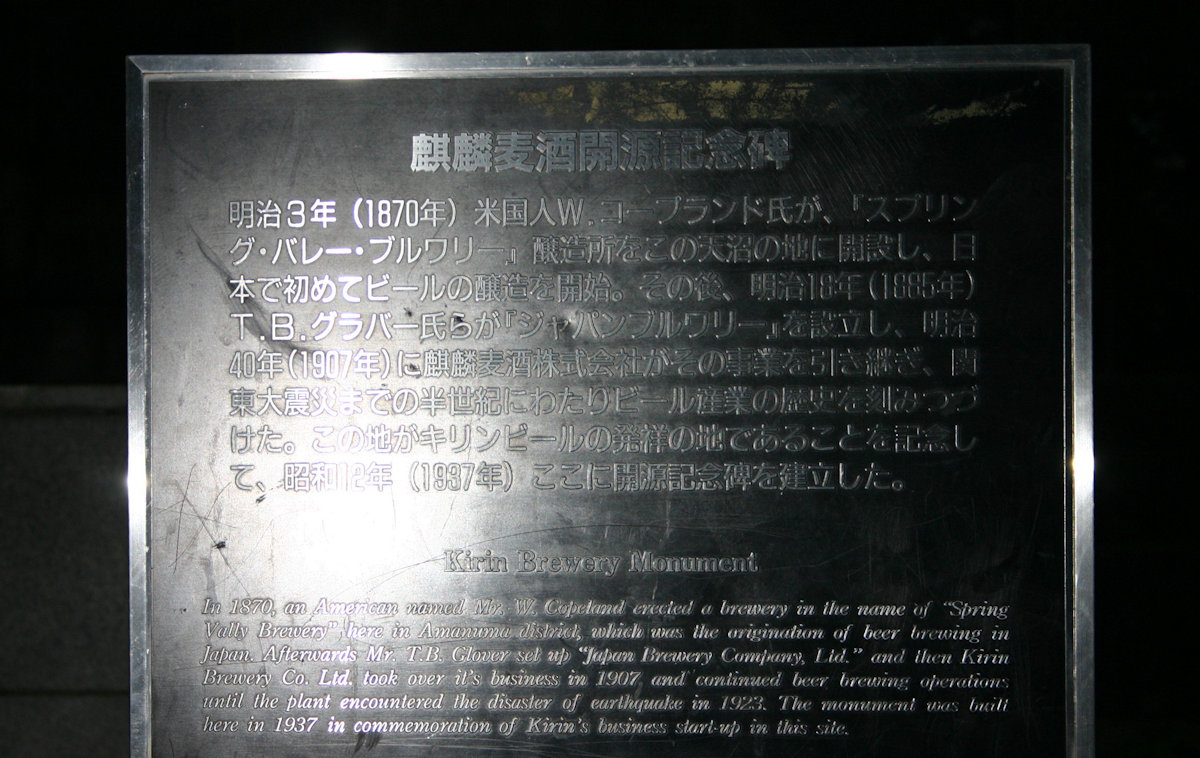 麒麟麦酒開源記念碑
明治3年（1870年）米国人W.コープランド氏が、『スプリン
グ・バレー・ブルワリー』醸造所をこの天沼の地に開設し、日
本で初めてビールの醸造を開始。その後、明治18年（1885年）
T.B.グラバー氏らが『ジャパンブルワリー』を設立し、明治
40年（1907年）に麒麟麦酒株式会社がその事業を引き継ぎ、関
東大震災までの半世紀にわたりビール産業の歴史を刻みつづ
けた。この地がキリンビールの発祥の地であることを記念し
て、昭和12年（1937年）ここに開源記念碑を建立した。
Kirin Brewery Monument
In 1870, an American named Mr. W. Copeland erected a brewery in the name of “Spring
Vally Brewery”, here in Amanuma district, which was the origination of beer brewing in
Japan. Afterwards Mr. T.B. Glover set up “Japan Brewery Company, Ltd.” and then Kirin
Brewery Co. Ltd. took over it's business in 1907 and continued beer brewing operations
until the plant encountered the disaster of earthquake in 1923. The monument was built
here in 1937 in commemoration of Kirin's business start-up in this site.